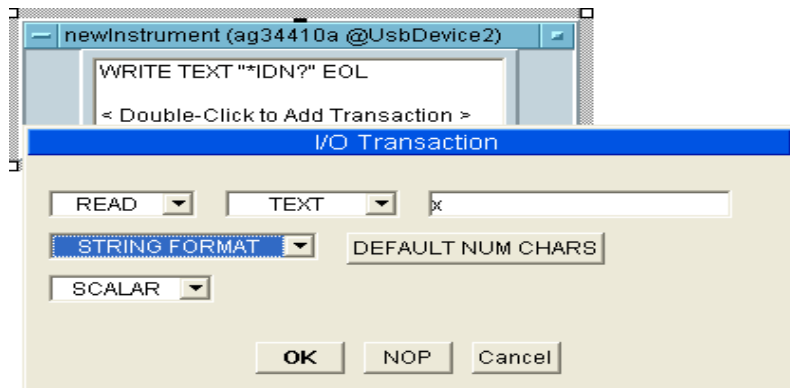 newInstrument (ag34410a @UsbDevice2)
WRITE TEXT "*IDN?" EOL
< Double-Click to Add Transaction >
I/O Transaction
READ TEXT x
STRING FORMAT DEFAULT NUM CHARS
SCALAR
OK NOP Cancel